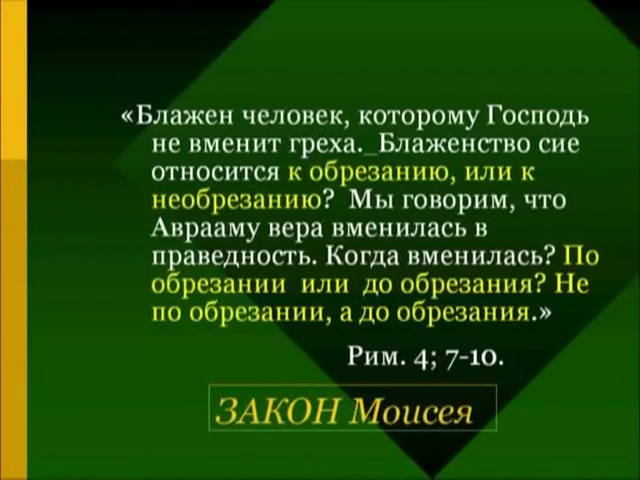 «Блажен человек, которому Господь
не вменит греха._Блаженство сие
относится к обрезанию, или к
необрезанию? Мы говорим, что
Аврааму вера вменилась в
праведность. Когда вменилась? По
обрезании или до обрезания? Не
по обрезании, а до обрезания.»
Рим. 4; 7-10.
ЗАКОН Моисея